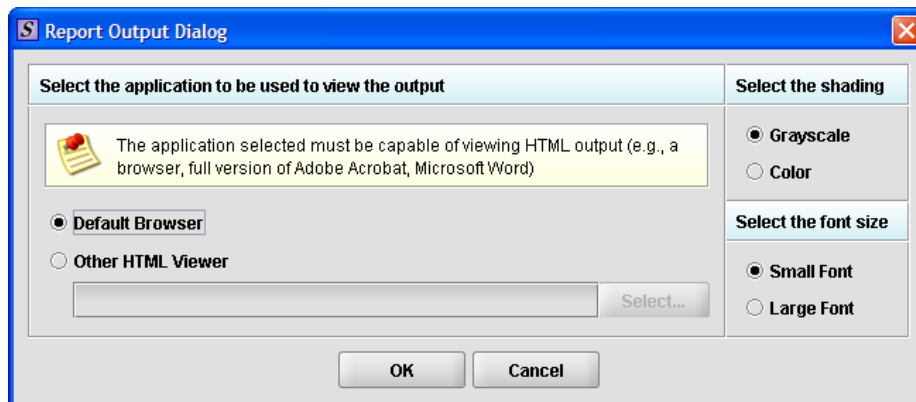 S Report Output Dialog
Select the application to be used to view the output
The application selected must be capable of viewing HTML output (e.g., a
browser, full version of Adobe Acrobat, Microsoft Word)
Default Browser
Other HTML Viewer
Select...
Select the shading
Grayscale
Color
Select the font size
Small Font
Large Font
OK
Cancel